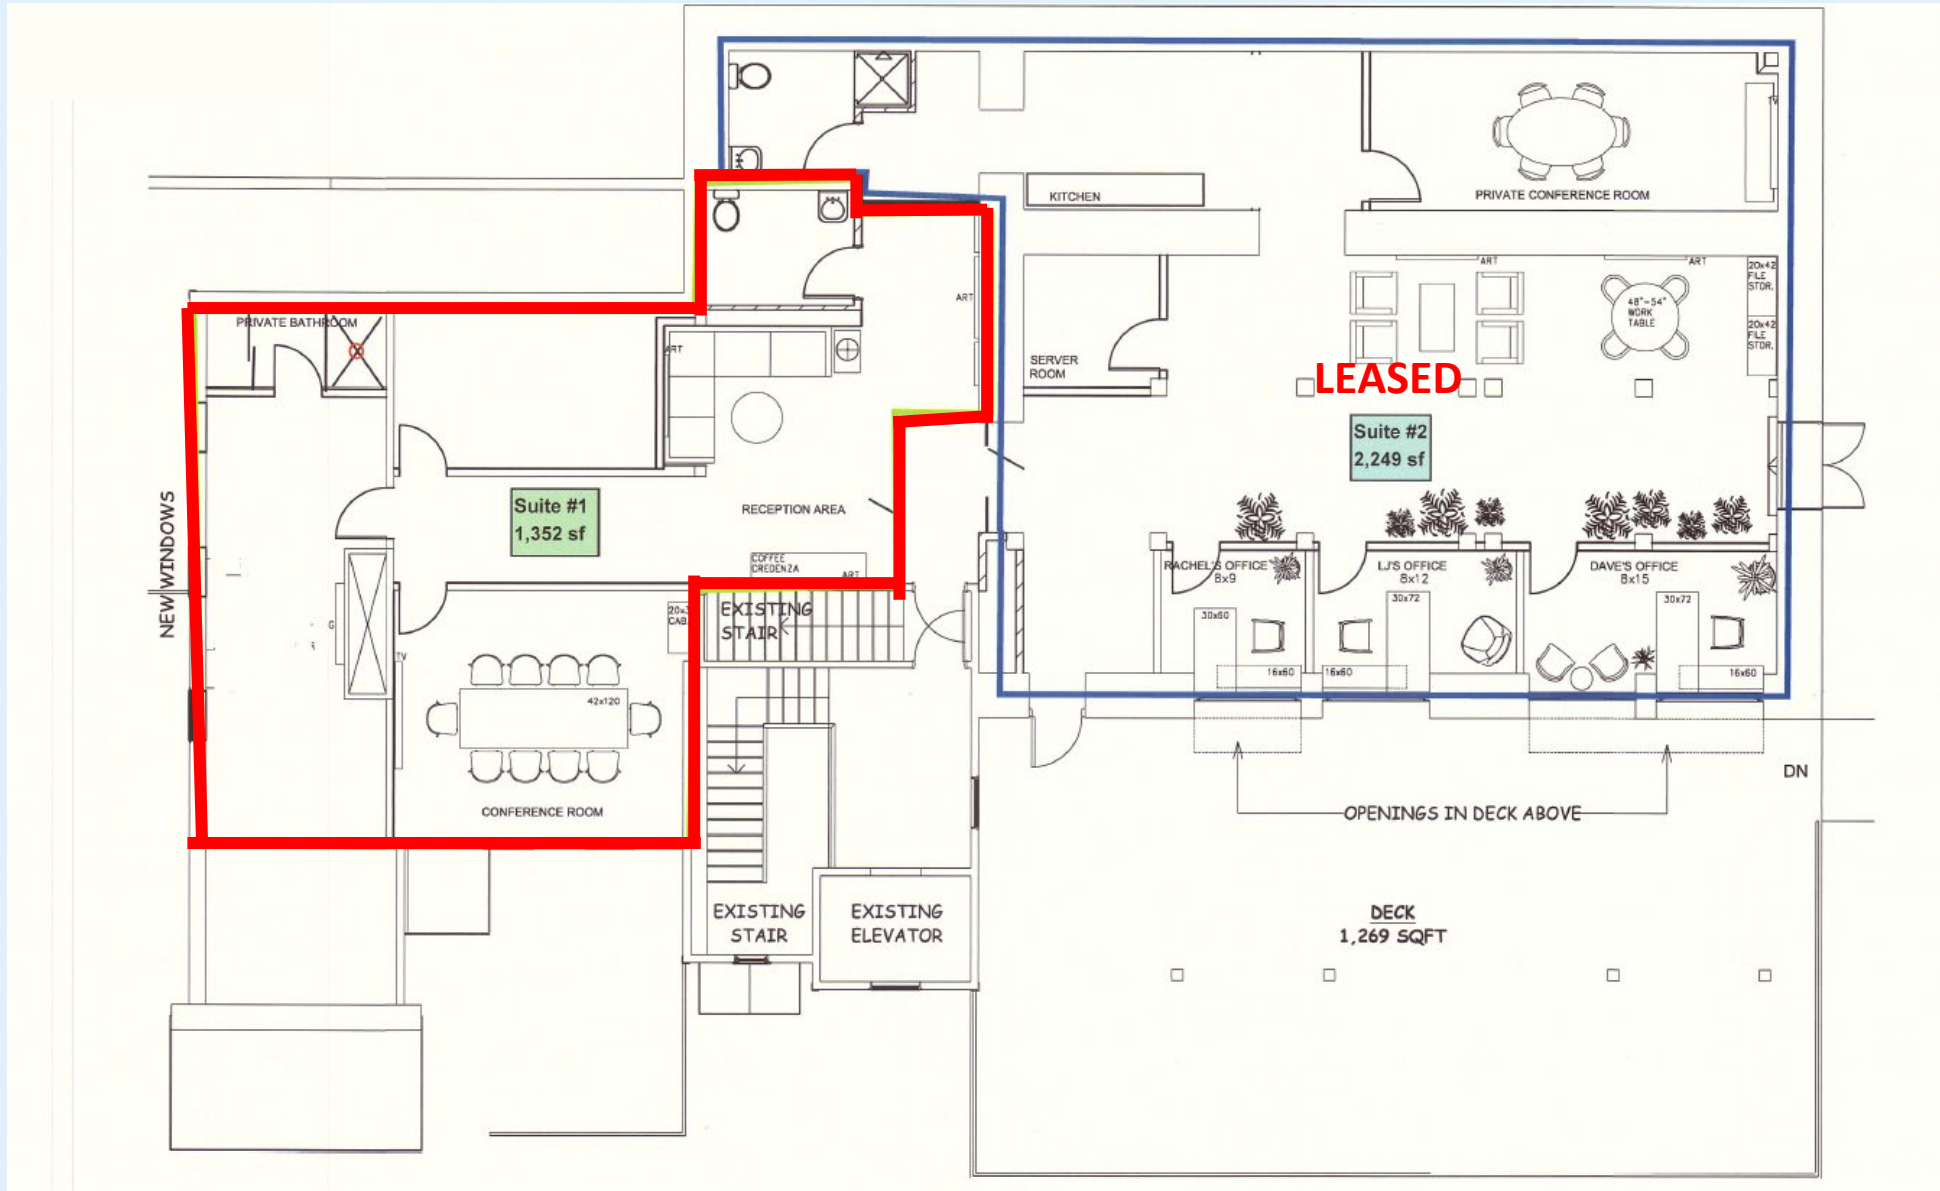 KITCHEN
PRIVATE CONFERENCE ROOM
TV
ART
ART
20x42
FILE
STOR.
48"-54"
WORK
TABLE
20x42
FILE
STOR.
ART
PRIVATE BATHROOM
ART
SERVER
ROOM
LEASED
Suite #2
2,249 sf
Suite #1
1,352 sf
RECEPTION AREA
NEW WINDOWS
COFFEE
CREDENZA
ART
RACHEL'S OFFICE
8x9
LJ'S OFFICE
8x12
DAVE'S OFFICE
8x15
30x60
30x72
30x72
EXISTING
STAIR
CAB.
TV
16x60
16x60
16x60
42x120
CONFERENCE ROOM
DN
OPENINGS IN DECK ABOVE
EXISTING
STAIR
EXISTING
ELEVATOR
DECK
1,269 SQFT